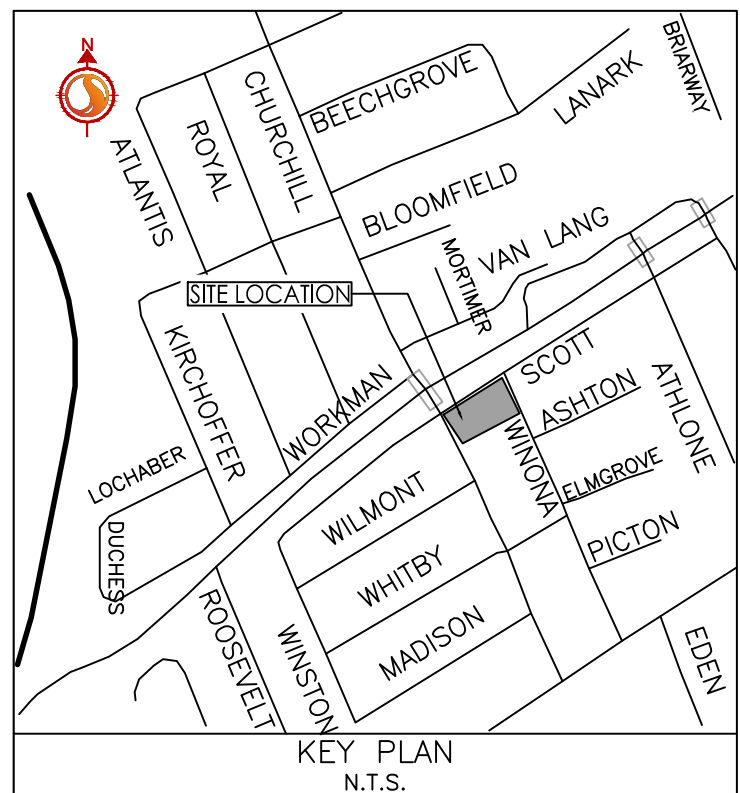 N
BRIARWAY
BEECHGROVE
LANARK
CHURCHILL
ROYAL
ATLANTIS
BLOOMFIELD
VAN LANG
MORTIMER
SITE LOCATION
KIRCHOFFER
WORKMAN
SCOTT
ASHTON
ATHLONE
WINONA
LOCHABER
ELMGROVE
WILMONT
DUCHESS
WHITBY
PICTON
ROOSEVELT
WINSTON
MADISON
EDEN
KEY PLAN
N.T.S.